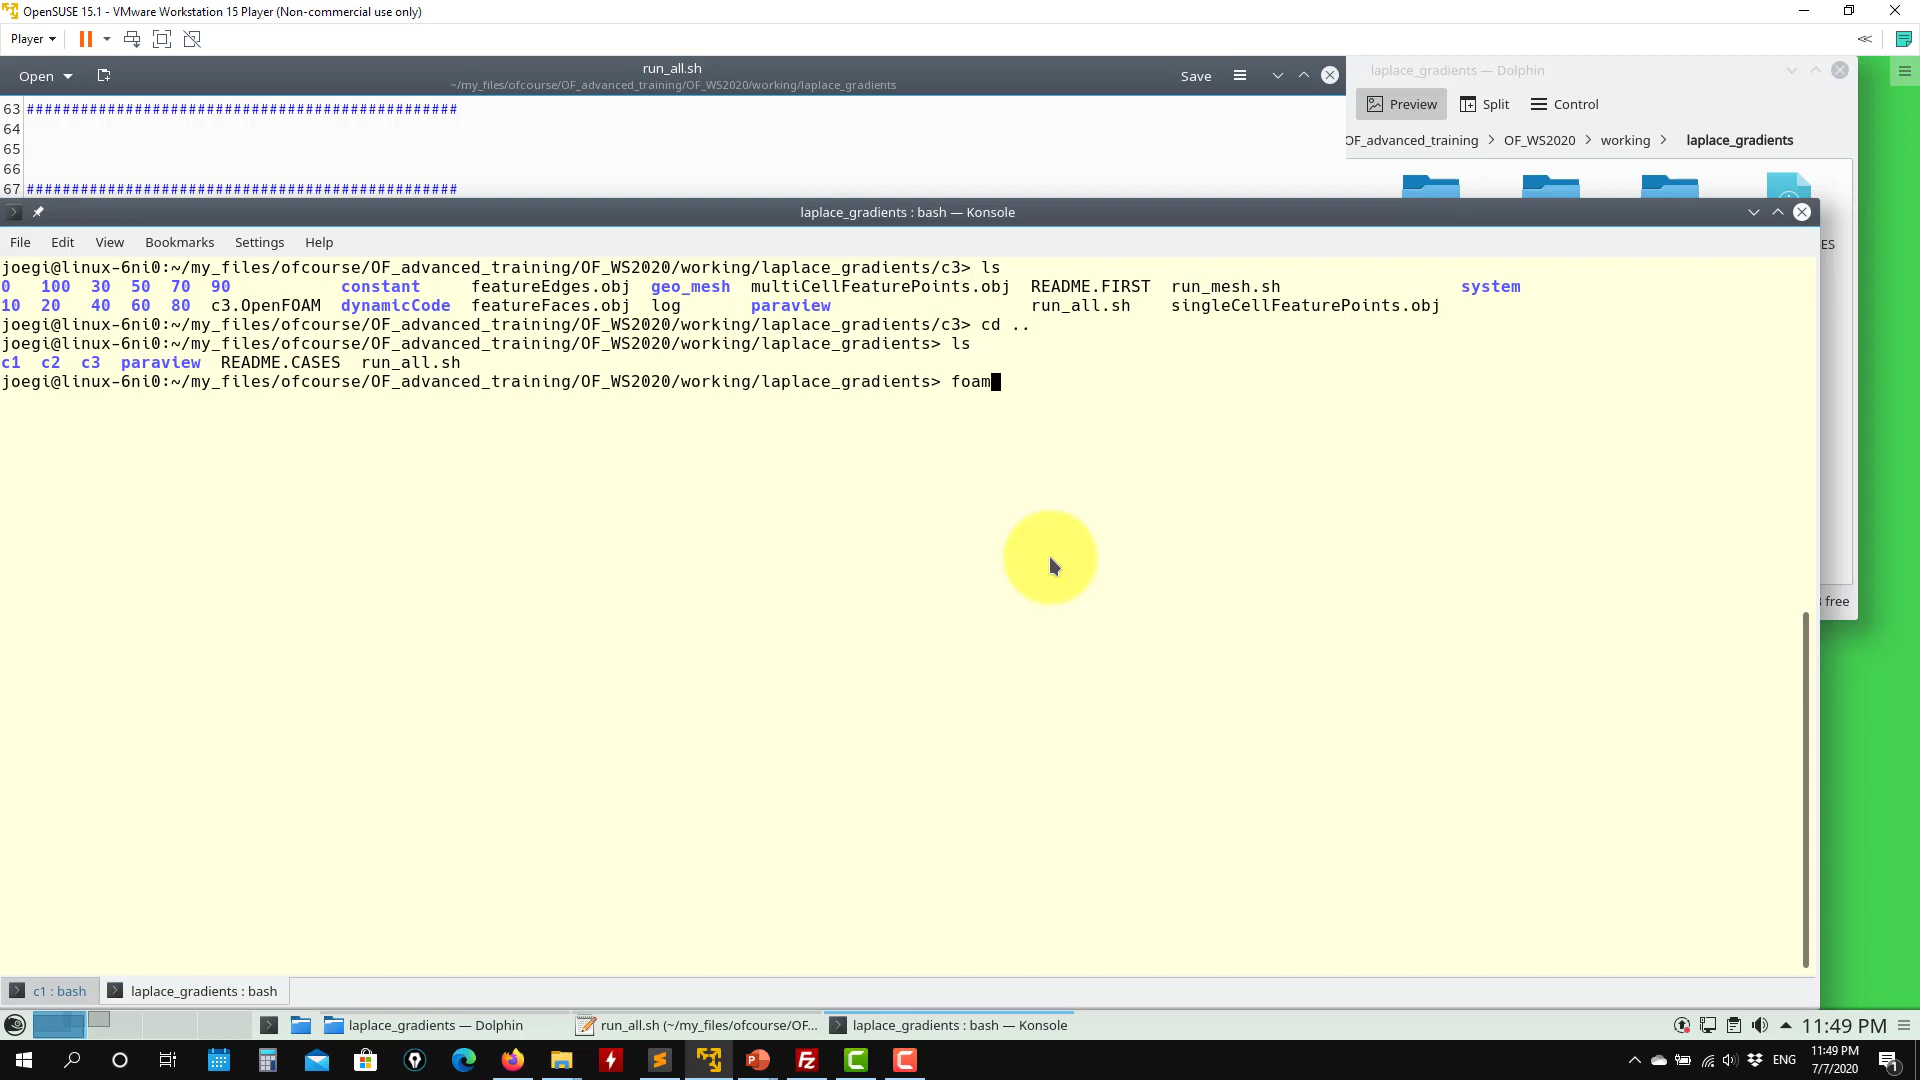 OpenSUSE 15.1 - VMware Workstation 15 Player (Non-commercial use only)
Player
Open
run_all.sh
~/my_files/ofcourse/OF_advanced_training/OF_WS2020/working/laplace_gradients
Save
63 ################################################
64
65
66
67 ################################################
laplace_gradients — Dolphin
Preview
Split
Control
OF_advanced_training
OF_WS2020
working
laplace_gradients
ES
free
laplace_gradients : bash — Konsole
File Edit View Bookmarks Settings Help
joegi@linux-6ni0:~/my_files/ofcourse/OF_advanced_training/OF_WS2020/working/laplace_gradients/c3> ls
0 100 30 50 70 90 constant featureEdges.obj geo_mesh multiCellFeaturePoints.obj README.FIRST run_mesh.sh system
10 20 40 60 80 c3.OpenFOAM dynamicCode featureFaces.obj log paraview run_all.sh singleCellFeaturePoints.obj
joegi@linux-6ni0:~/my_files/ofcourse/OF_advanced_training/OF_WS2020/working/laplace_gradients/c3> cd ..
joegi@linux-6ni0:~/my_files/ofcourse/OF_advanced_training/OF_WS2020/working/laplace_gradients> ls
c1 c2 c3 paraview README.CASES run_all.sh
joegi@linux-6ni0:~/my_files/ofcourse/OF_advanced_training/OF_WS2020/working/laplace_gradients> foam
c1 : bash
laplace_gradients : bash
laplace_gradients — Dolphin
run_all.sh (~/my_files/ofcourse/OF...
laplace_gradients : bash — Konsole
11:49 PM
ENG
11:49 PM
7/7/2020
1